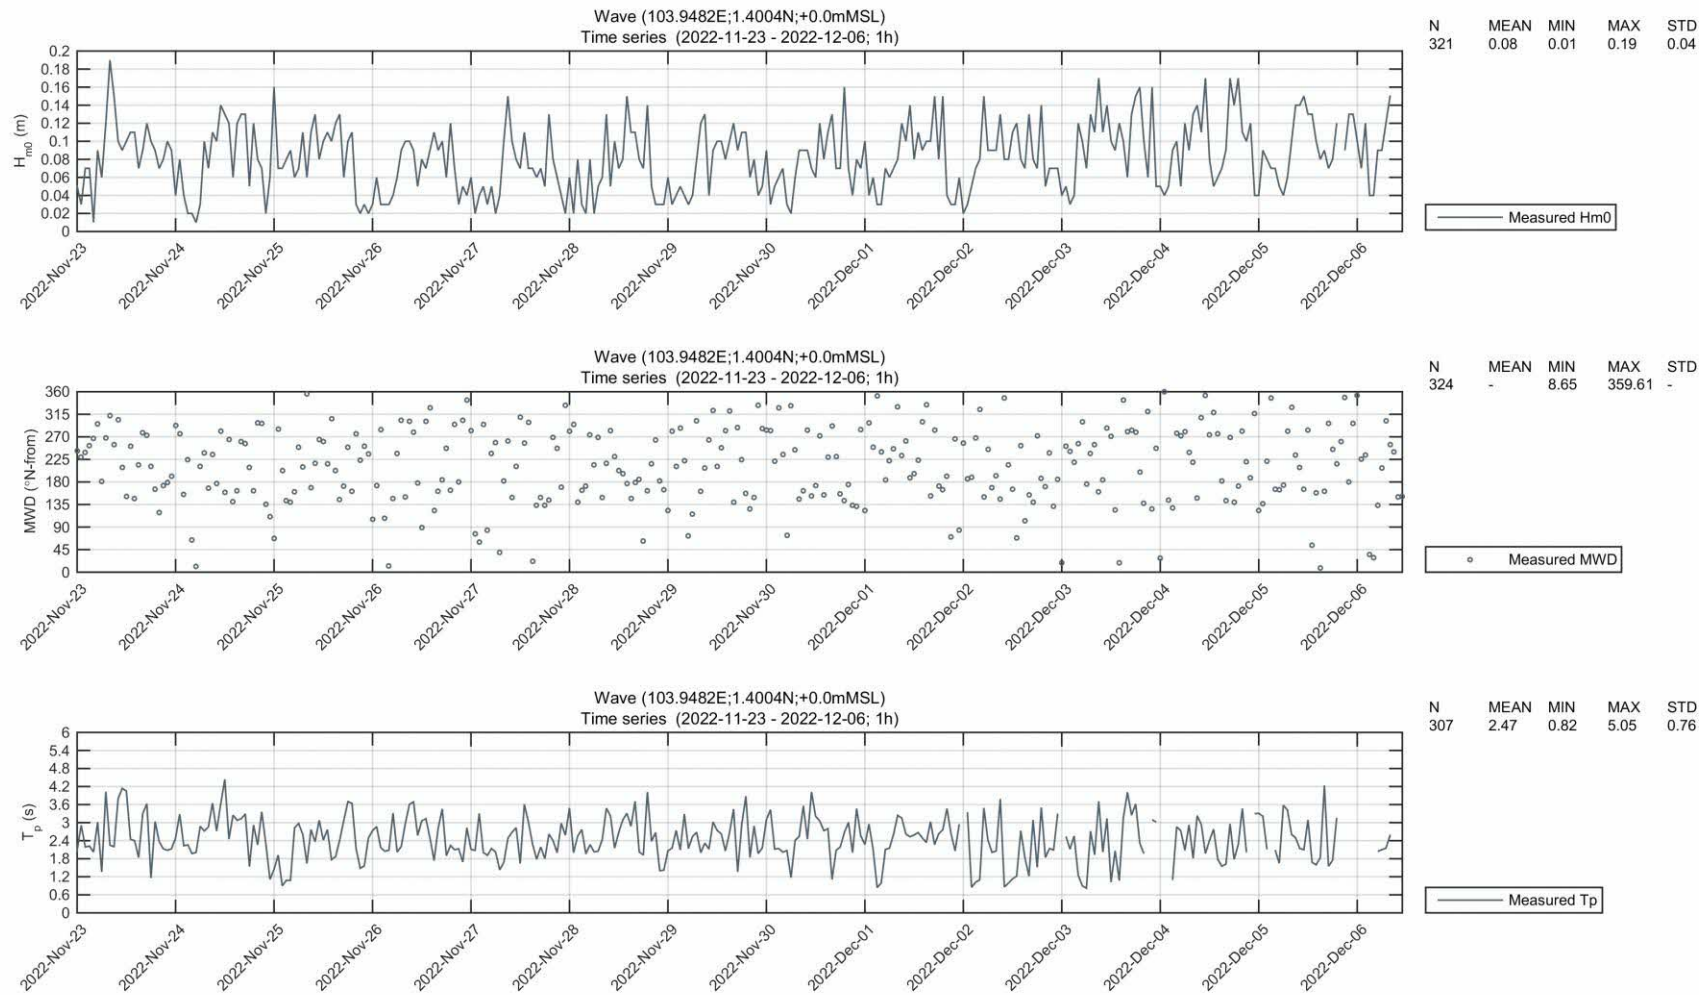 Wave (103.9482E;1.4004N;+0.0mMSL)
Time series (2022-11-23 - 2022-12-06; 1h)
N MEAN MIN MAX STD
321 0.08 0.01 0.19 0.04
H_m0 (m)
0.2
0.18
0.16
0.14
0.12
0.1
0.08
0.06
0.04
0.02
0
Measured Hm0
2022-Nov-23
2022-Nov-24
2022-Nov-25
2022-Nov-26
2022-Nov-27
2022-Nov-28
2022-Nov-29
2022-Nov-30
2022-Dec-01
2022-Dec-02
2022-Dec-03
2022-Dec-04
2022-Dec-05
2022-Dec-06
Wave (103.9482E;1.4004N;+0.0mMSL)
Time series (2022-11-23 - 2022-12-06; 1h)
N MEAN MIN MAX STD
324 - 8.65 359.61 -
MWD (°N-from)
360
315
270
225
180
135
90
45
0
Measured MWD
2022-Nov-23
2022-Nov-24
2022-Nov-25
2022-Nov-26
2022-Nov-27
2022-Nov-28
2022-Nov-29
2022-Nov-30
2022-Dec-01
2022-Dec-02
2022-Dec-03
2022-Dec-04
2022-Dec-05
2022-Dec-06
Wave (103.9482E;1.4004N;+0.0mMSL)
Time series (2022-11-23 - 2022-12-06; 1h)
N MEAN MIN MAX STD
307 2.47 0.82 5.05 0.76
T_p (s)
6
5.4
4.8
4.2
3.6
3
2.4
1.8
1.2
0.6
0
Measured Tp
2022-Nov-23
2022-Nov-24
2022-Nov-25
2022-Nov-26
2022-Nov-27
2022-Nov-28
2022-Nov-29
2022-Nov-30
2022-Dec-01
2022-Dec-02
2022-Dec-03
2022-Dec-04
2022-Dec-05
2022-Dec-06